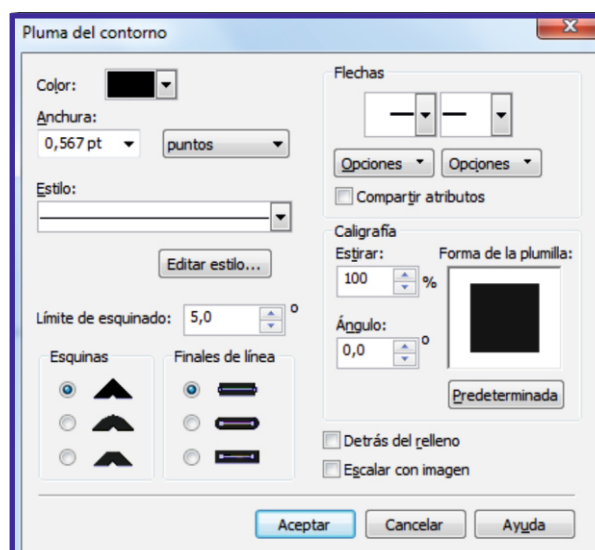 Pluma del contorno
Color:
Anchura:
0,567 pt
puntos
Estilo:
Editar estilo...
Límite de esquinado: 5,0 º
Esquinas
Finales de línea
Flechas
Opciones
Opciones
Compartir atributos
Caligrafía
Estirar:
Forma de la plumilla:
100 %
Ángulo:
0,0 º
Predeterminada
Detrás del relleno
Escalar con imagen
Aceptar
Cancelar
Ayuda